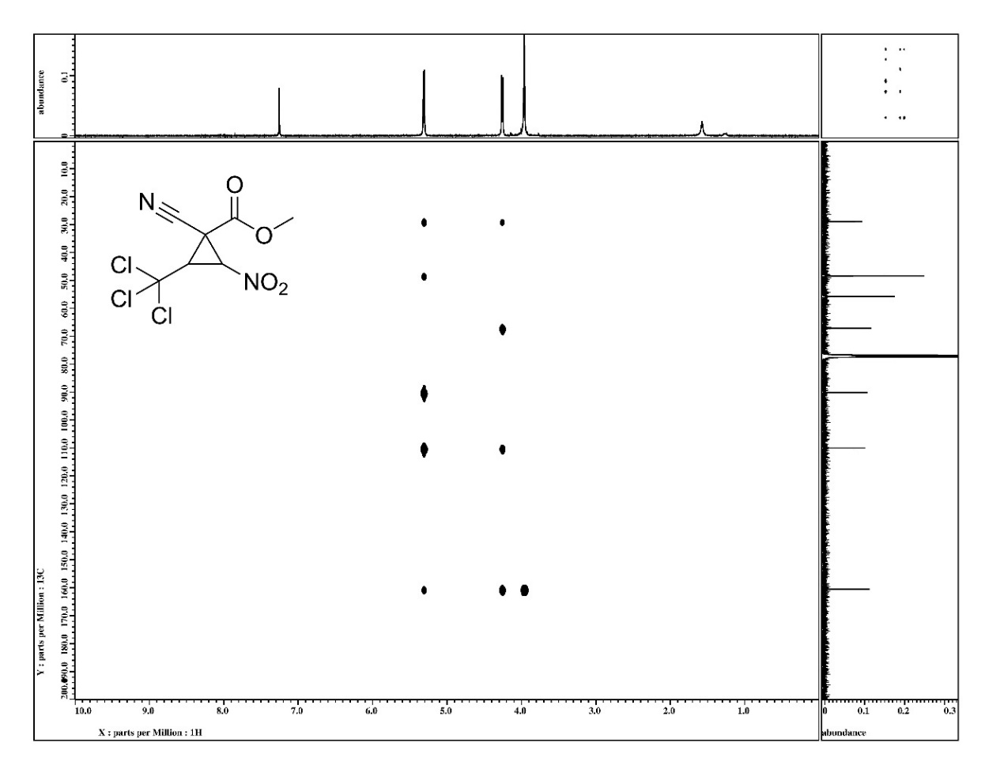 abundance
0.1
0
10.0
20.0
30.0
40.0
50.0
60.0
70.0
80.0
90.0
100.0
110.0
120.0
130.0
140.0
150.0
160.0
170.0
180.0
190.0
200.0
Y : parts per Million : 13C
N
O
O
Cl
Cl
Cl
NO2
10.0 9.0 8.0 7.0 6.0 5.0 4.0 3.0 2.0 1.0
X : parts per Million : 1H
0 0.1 0.2 0.3
abundance